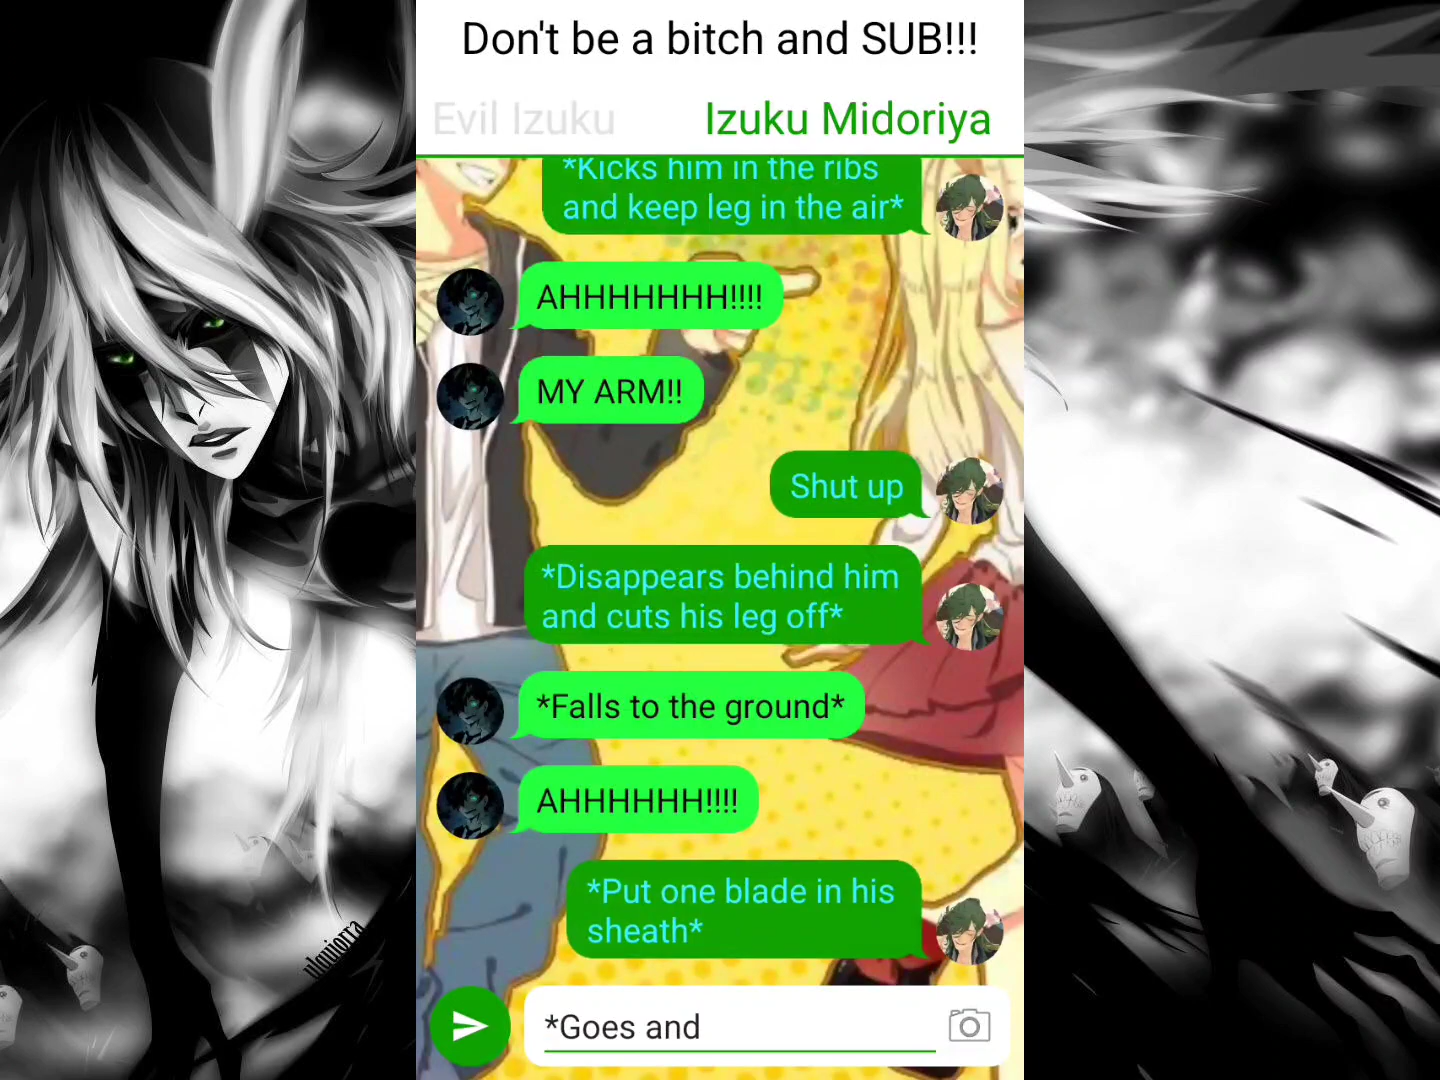 Don't be a bitch and SUB!!!
Evil Izuku
Izuku Midoriya
*Kicks him in the ribs
and keep leg in the air*
AHHHHHHH!!!!
MY ARM!!
Shut up
*Disappears behind him
and cuts his leg off*
*Falls to the ground*
AHHHHHH!!!!
*Put one blade in his
sheath*
*Goes and
ulquiorra